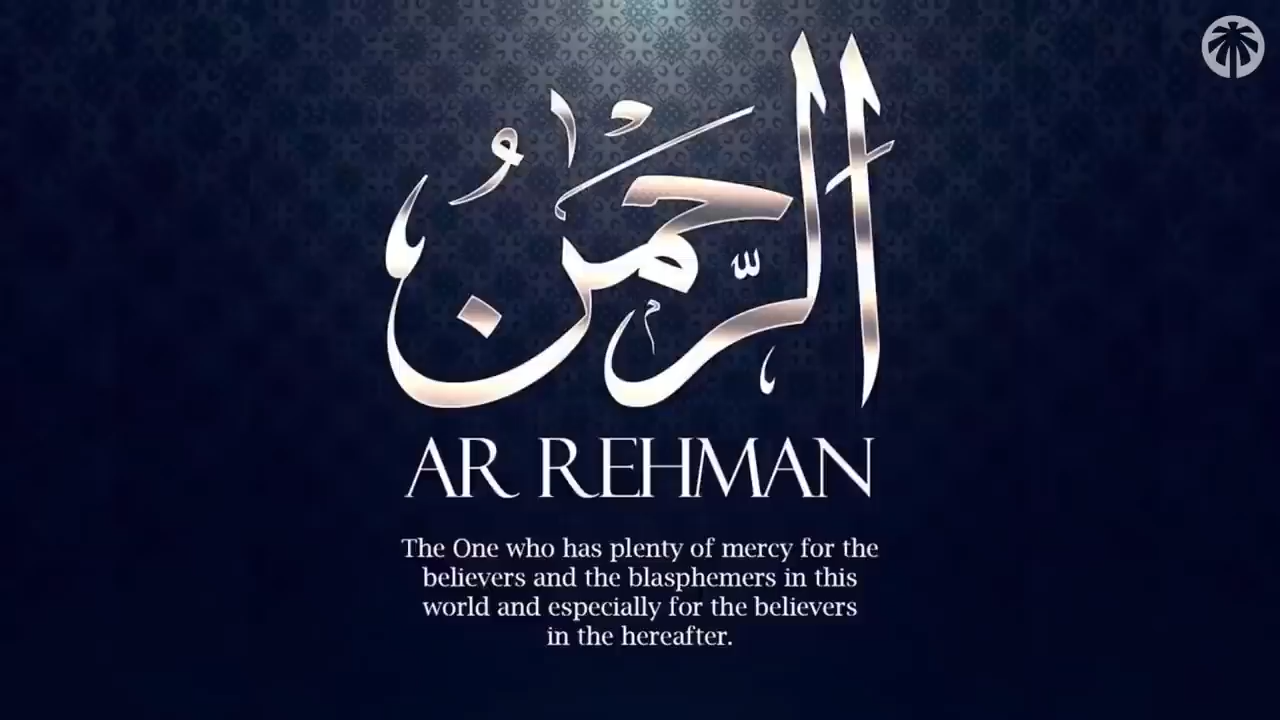 الرَّحْمَنُ
AR REHMAN
The One who has plenty of mercy for the
believers and the blasphemers in this
world and especially for the believers
in the hereafter.